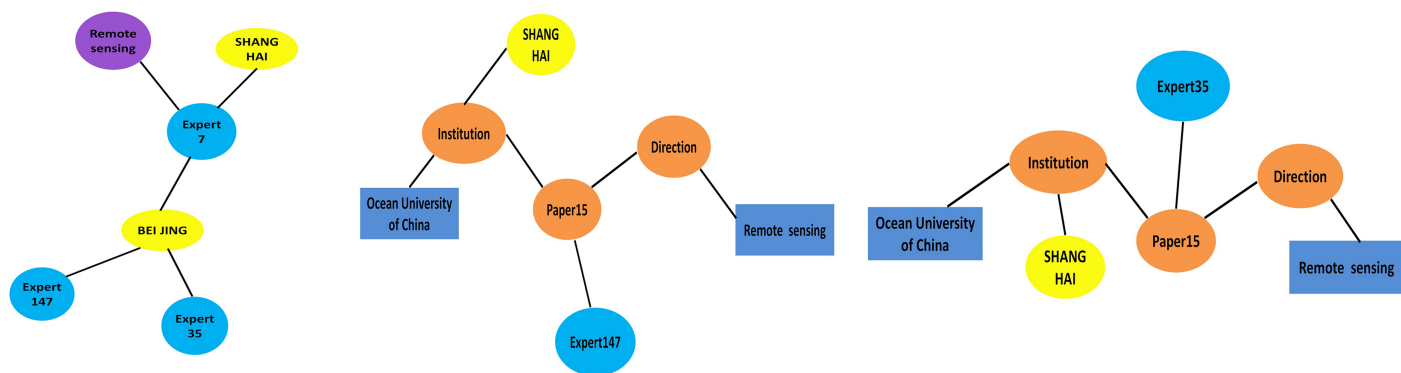 Remote
sensing
SHANG
HAI
Expert
7
BEI JING
Expert
147
Expert
35
SHANG
HAI
Institution
Direction
Ocean University
of China
Paper15
Remote sensing
Expert147
Expert35
Institution
Direction
Ocean University
of China
Paper15
SHANG
HAI
Remote sensing